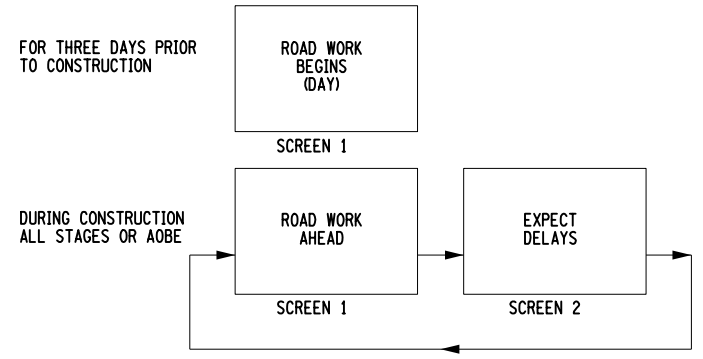 FOR THREE DAYS PRIOR
TO CONSTRUCTION
ROAD WORK
BEGINS
(DAY)
SCREEN 1
DURING CONSTRUCTION
ALL STAGES OR AOBE
ROAD WORK
AHEAD
SCREEN 1
EXPECT
DELAYS
SCREEN 2